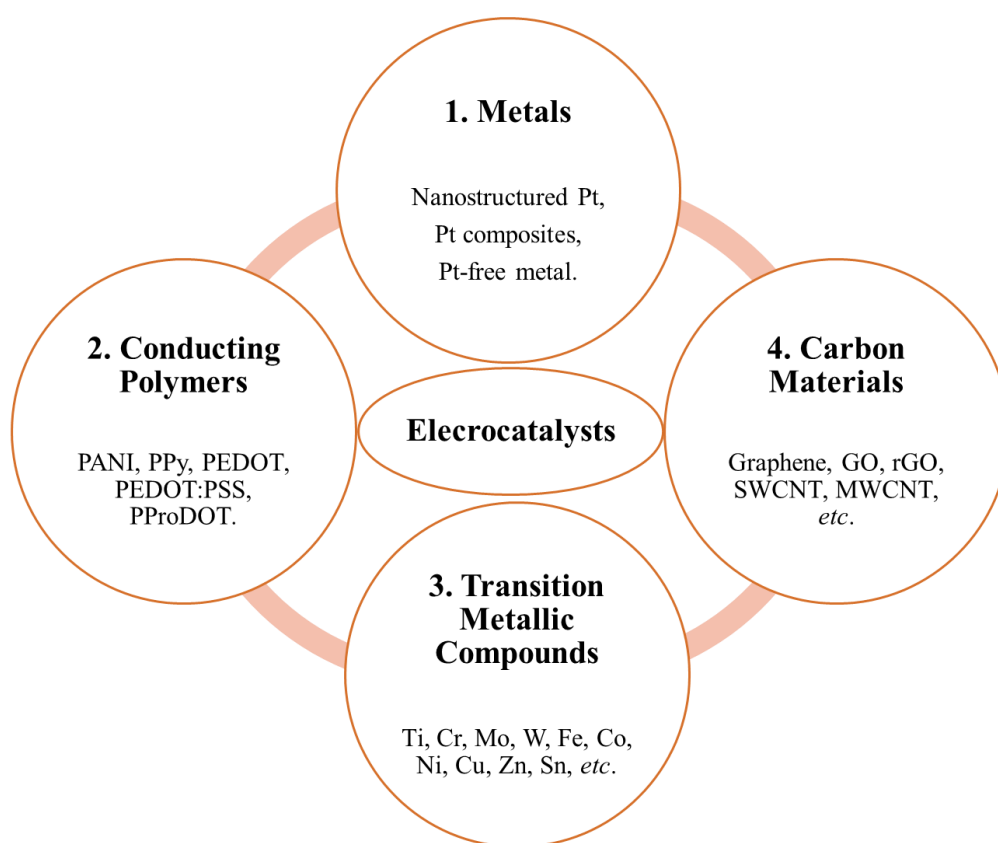 1. Metals
Nanostructured Pt,
Pt composites,
Pt-free metal.
2. Conducting
Polymers
PANI, PPy, PEDOT,
PEDOT:PSS,
PProDOT.
Elecrocatalysts
4. Carbon
Materials
Graphene, GO, rGO,
SWCNT, MWCNT,
etc.
3. Transition
Metallic
Compounds
Ti, Cr, Mo, W, Fe, Co,
Ni, Cu, Zn, Sn, etc.